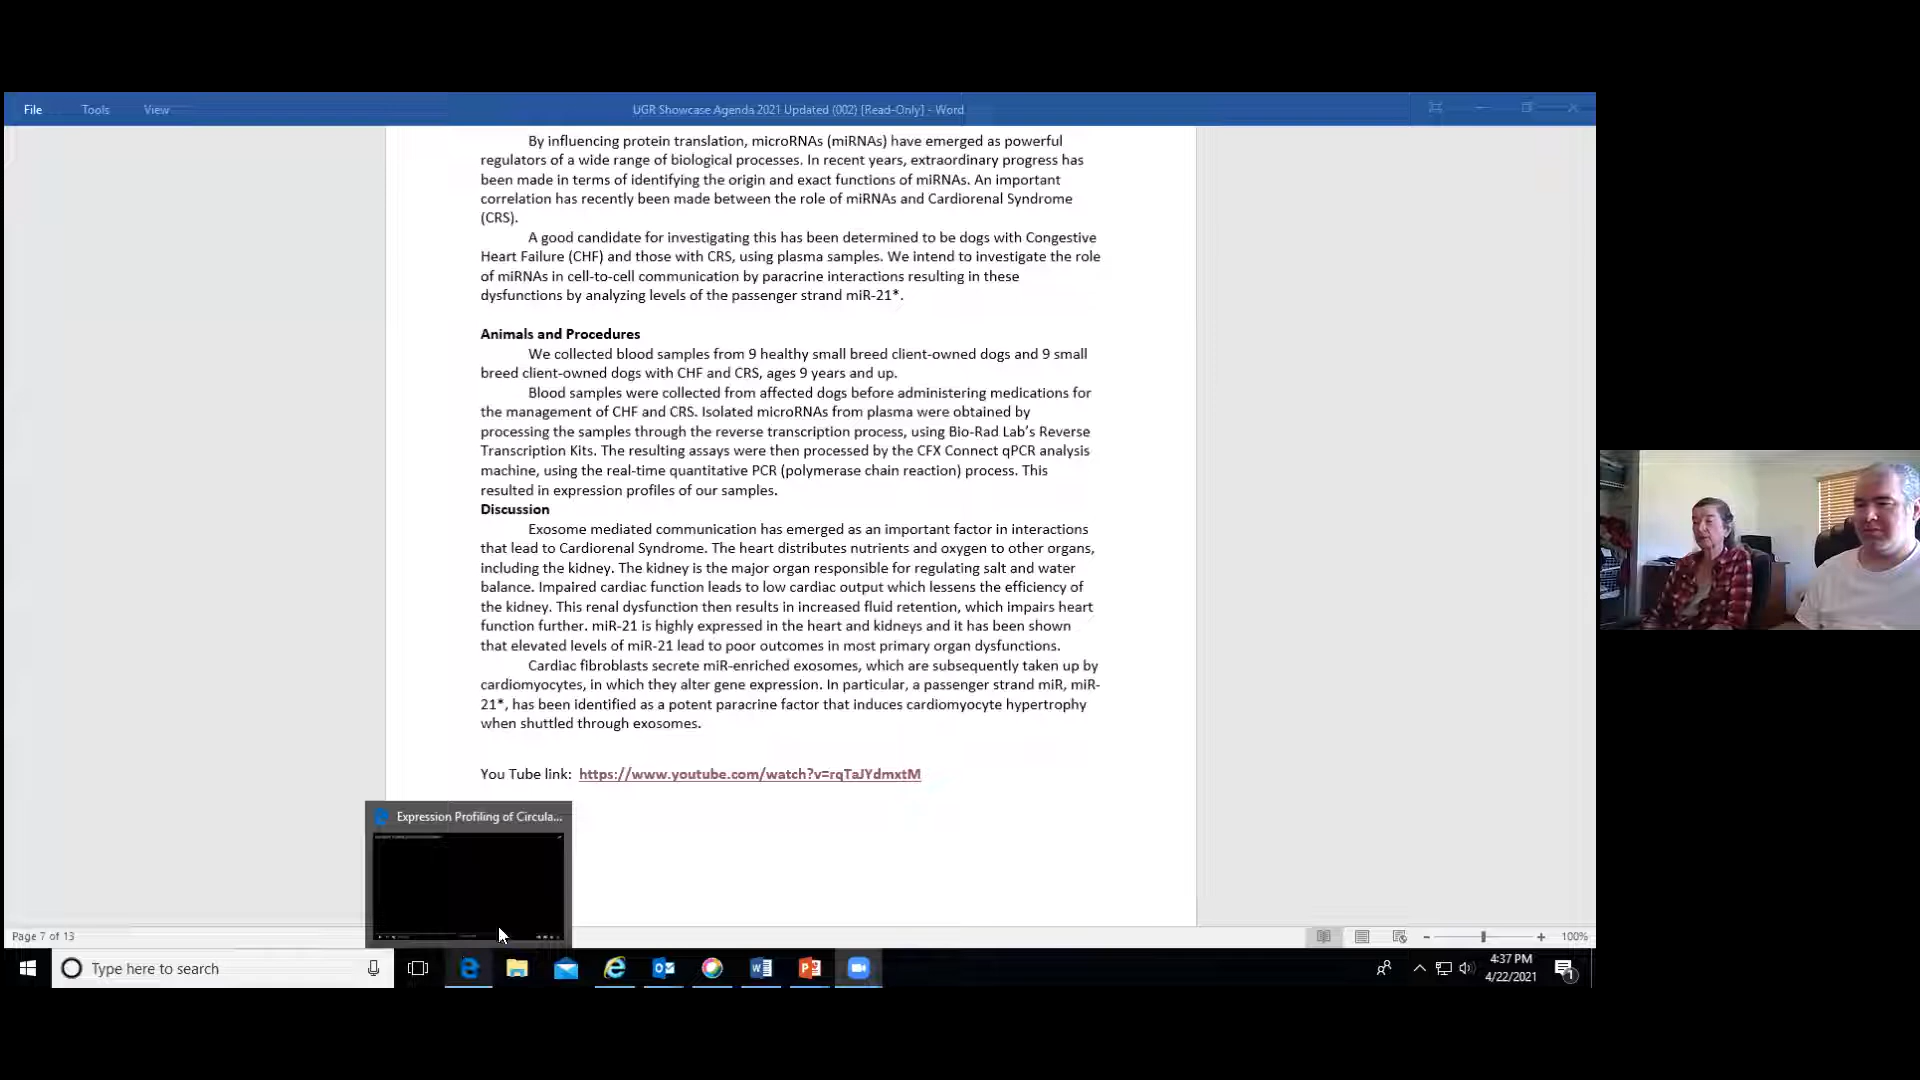 File Tools View UGR Showcase Agenda 2021 Updated (002) [Read-Only] - Word
By influencing protein translation, microRNAs (miRNAs) have emerged as powerful
regulators of a wide range of biological processes. In recent years, extraordinary progress has
been made in terms of identifying the origin and exact functions of miRNAs. An important
correlation has recently been made between the role of miRNAs and Cardiorenal Syndrome
(CRS).
A good candidate for investigating this has been determined to be dogs with Congestive
Heart Failure (CHF) and those with CRS, using plasma samples. We intend to investigate the role
of miRNAs in cell-to-cell communication by paracrine interactions resulting in these
dysfunctions by analyzing levels of the passenger strand miR-21*.
Animals and Procedures
We collected blood samples from 9 healthy small breed client-owned dogs and 9 small
breed client-owned dogs with CHF and CRS, ages 9 years and up.
Blood samples were collected from affected dogs before administering medications for
the management of CHF and CRS. Isolated microRNAs from plasma were obtained by
processing the samples through the reverse transcription process, using Bio-Rad Lab's Reverse
Transcription Kits. The resulting assays were then processed by the CFX Connect qPCR analysis
machine, using the real-time quantitative PCR (polymerase chain reaction) process. This
resulted in expression profiles of our samples.
Discussion
Exosome mediated communication has emerged as an important factor in interactions
that lead to Cardiorenal Syndrome. The heart distributes nutrients and oxygen to other organs,
including the kidney. The kidney is the major organ responsible for regulating salt and water
balance. Impaired cardiac function leads to low cardiac output which lessens the efficiency of
the kidney. This renal dysfunction then results in increased fluid retention, which impairs heart
function further. miR-21 is highly expressed in the heart and kidneys and it has been shown
that elevated levels of miR-21 lead to poor outcomes in most primary organ dysfunctions.
Cardiac fibroblasts secrete miR-enriched exosomes, which are subsequently taken up by
cardiomyocytes, in which they alter gene expression. In particular, a passenger strand miR, miR-
21*, has been identified as a potent paracrine factor that induces cardiomyocyte hypertrophy
when shuttled through exosomes.
You Tube link: https://www.youtube.com/watch?v=rqTaJYdmxtM
Expression Profiling of Circula...
Page 7 of 13
100%
Type here to search
4:37 PM
4/22/2021
1